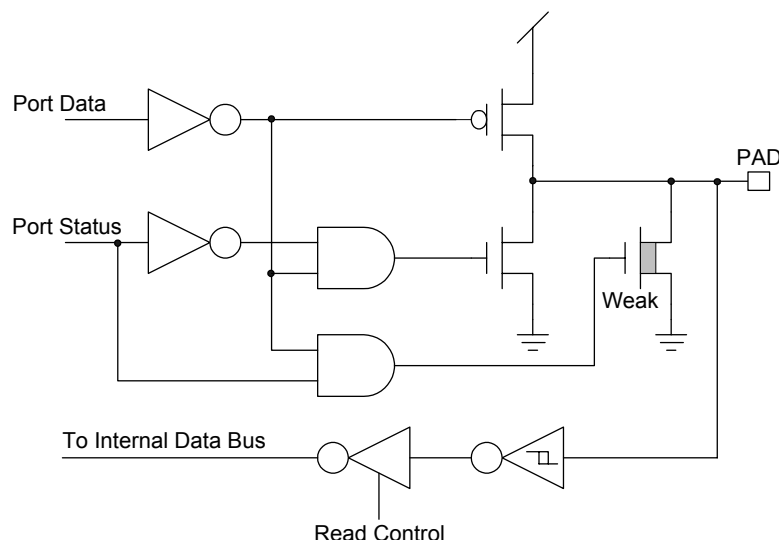 Port Data
PAD
Port Status
Weak
To Internal Data Bus
Read Control